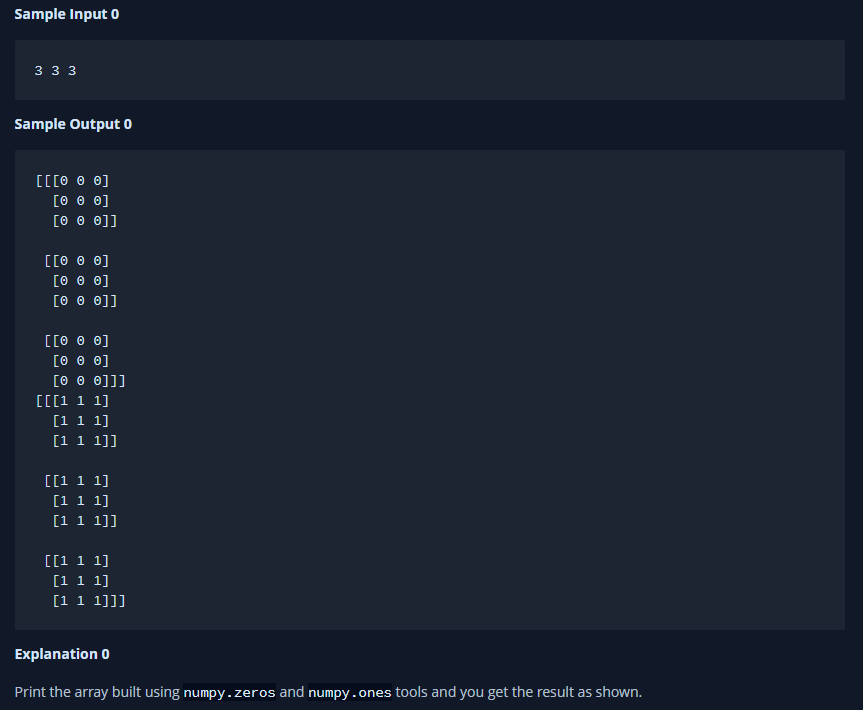 Sample Input 0
3 3 3
Sample Output 0
[[[0 0 0]
  [0 0 0]
  [0 0 0]]

 [[0 0 0]
  [0 0 0]
  [0 0 0]]

 [[0 0 0]
  [0 0 0]
  [0 0 0]]]
[[[1 1 1]
  [1 1 1]
  [1 1 1]]

 [[1 1 1]
  [1 1 1]
  [1 1 1]]

 [[1 1 1]
  [1 1 1]
  [1 1 1]]]
Explanation 0
Print the array built using numpy.zeros and numpy.ones tools and you get the result as shown.